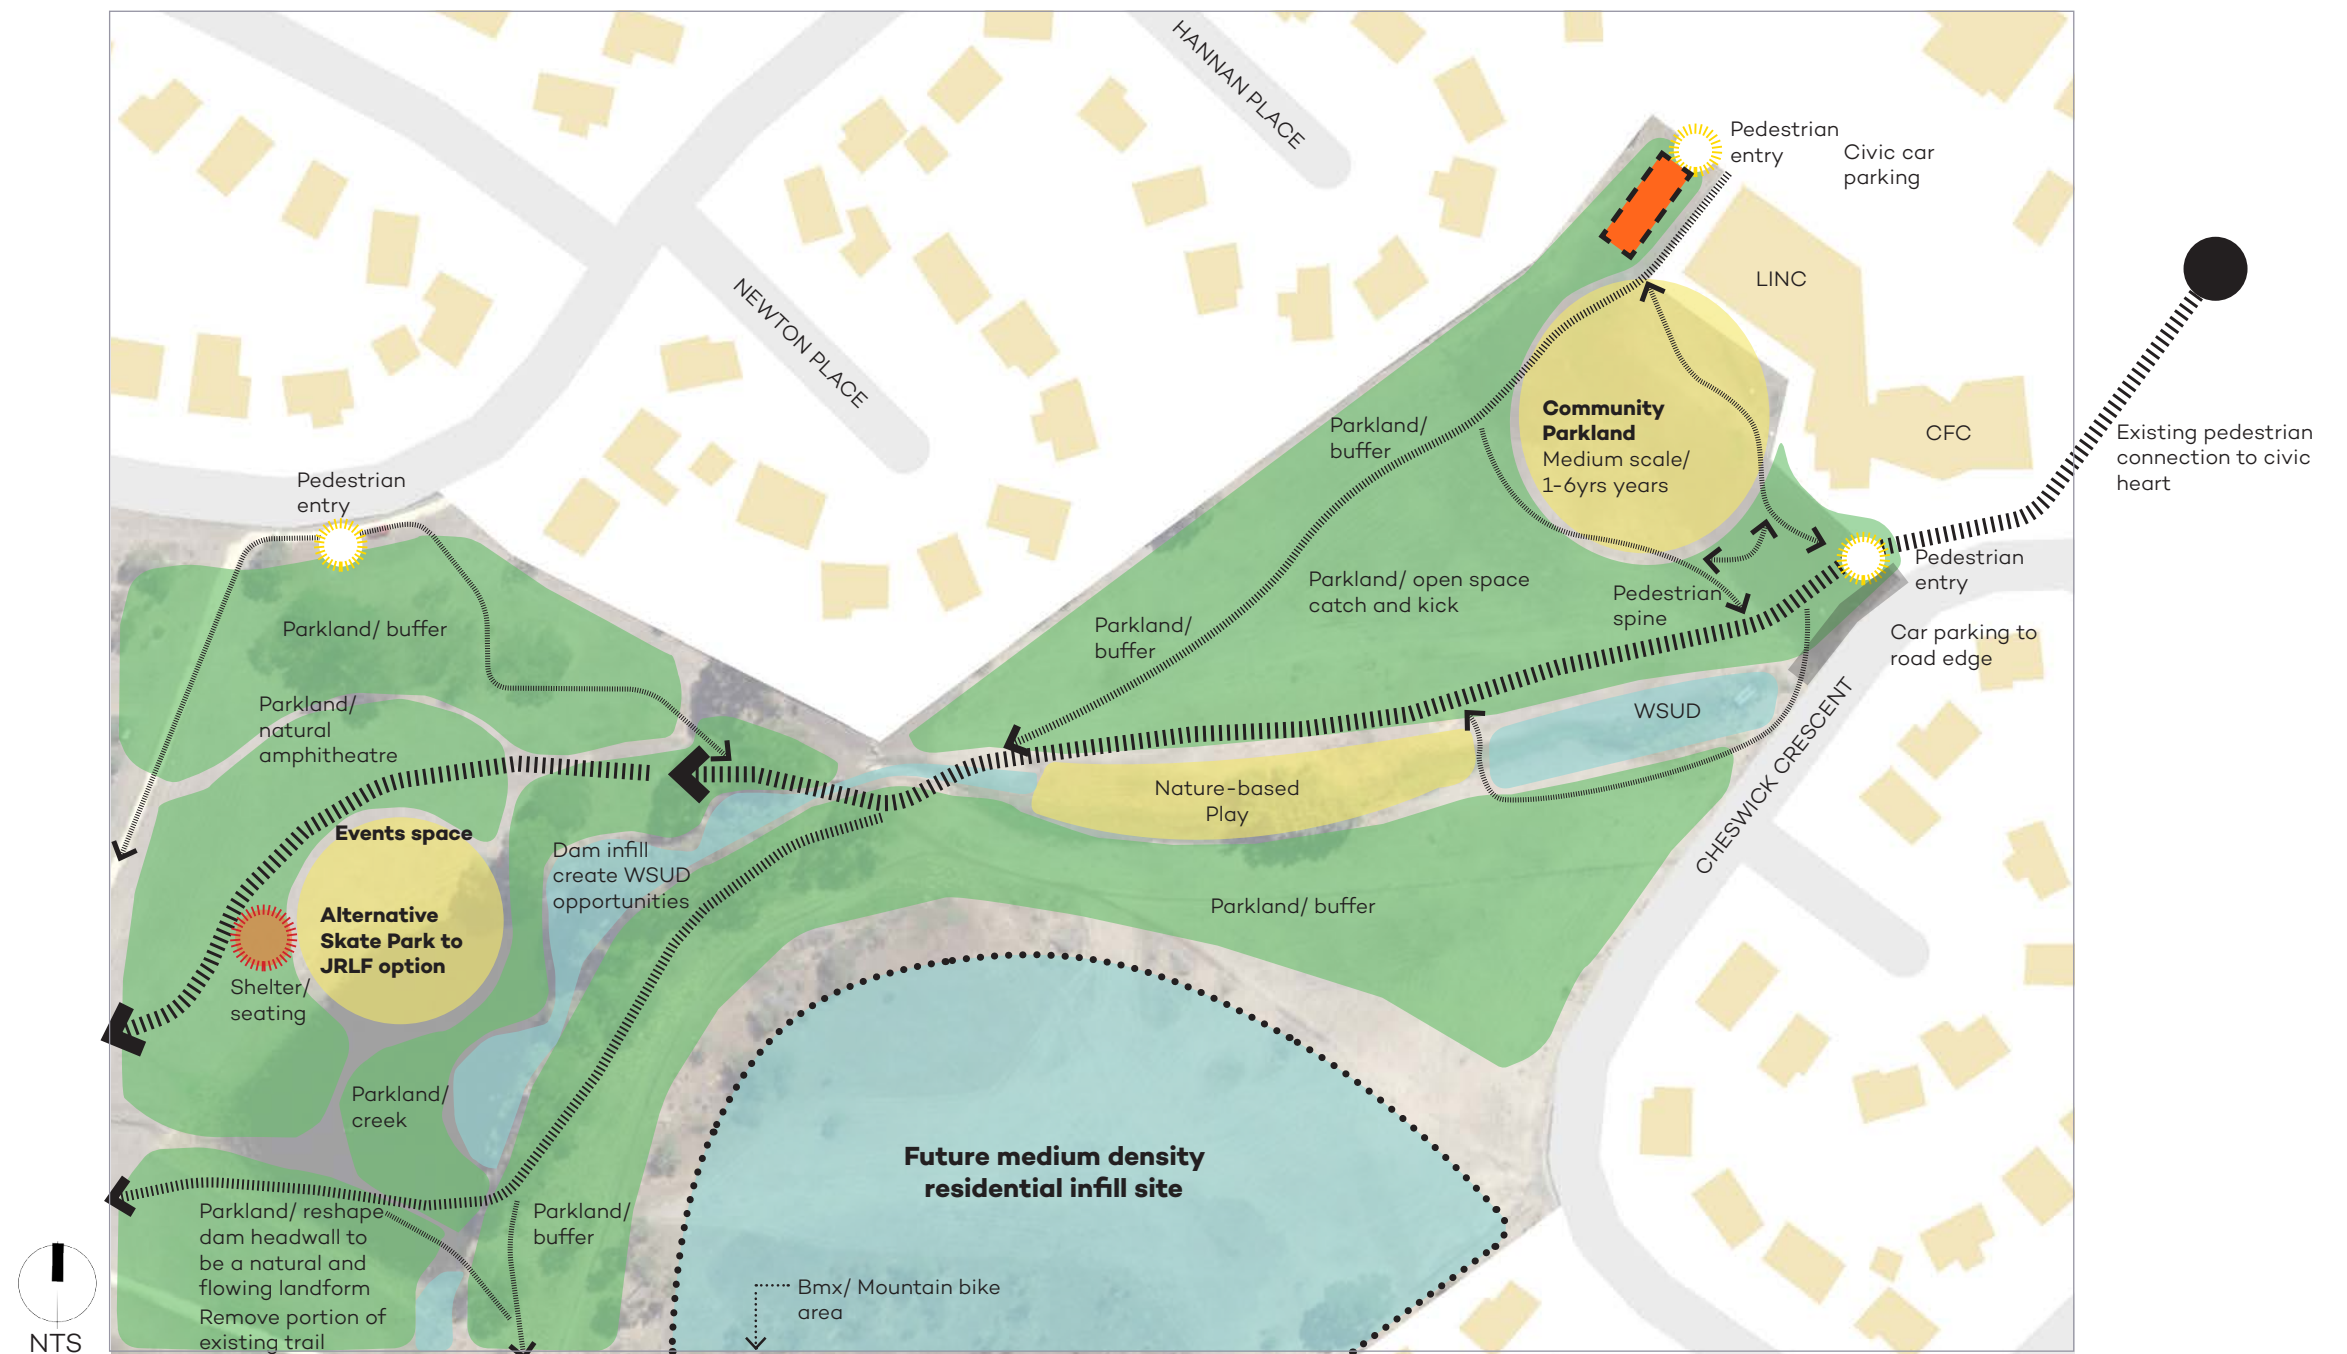 HANNAN PLACE
Pedestrian
entry
Civic car
parking
LINC
NEWTON PLACE
Community
Parkland
Medium scale/
1-6yrs years
CFC
Existing pedestrian
connection to civic
heart
Parkland/
buffer
Pedestrian
entry
Pedestrian
entry
Parkland/ open space
catch and kick
Pedestrian
spine
Parkland/ buffer
Parkland/
buffer
Car parking to
road edge
Parkland/
natural
amphitheatre
WSUD
CHESWICK CRESCENT
Nature-based
Play
Events space
Dam infill
create WSUD
opportunities
Alternative
Skate Park to
JRLF option
Parkland/ buffer
Shelter/
seating
Parkland/
creek
Future medium density
residential infill site
Parkland/ reshape
dam headwall to
be a natural and
flowing landform
Remove portion of
existing trail
Parkland/
buffer
Bmx/ Mountain bike
area
NTS